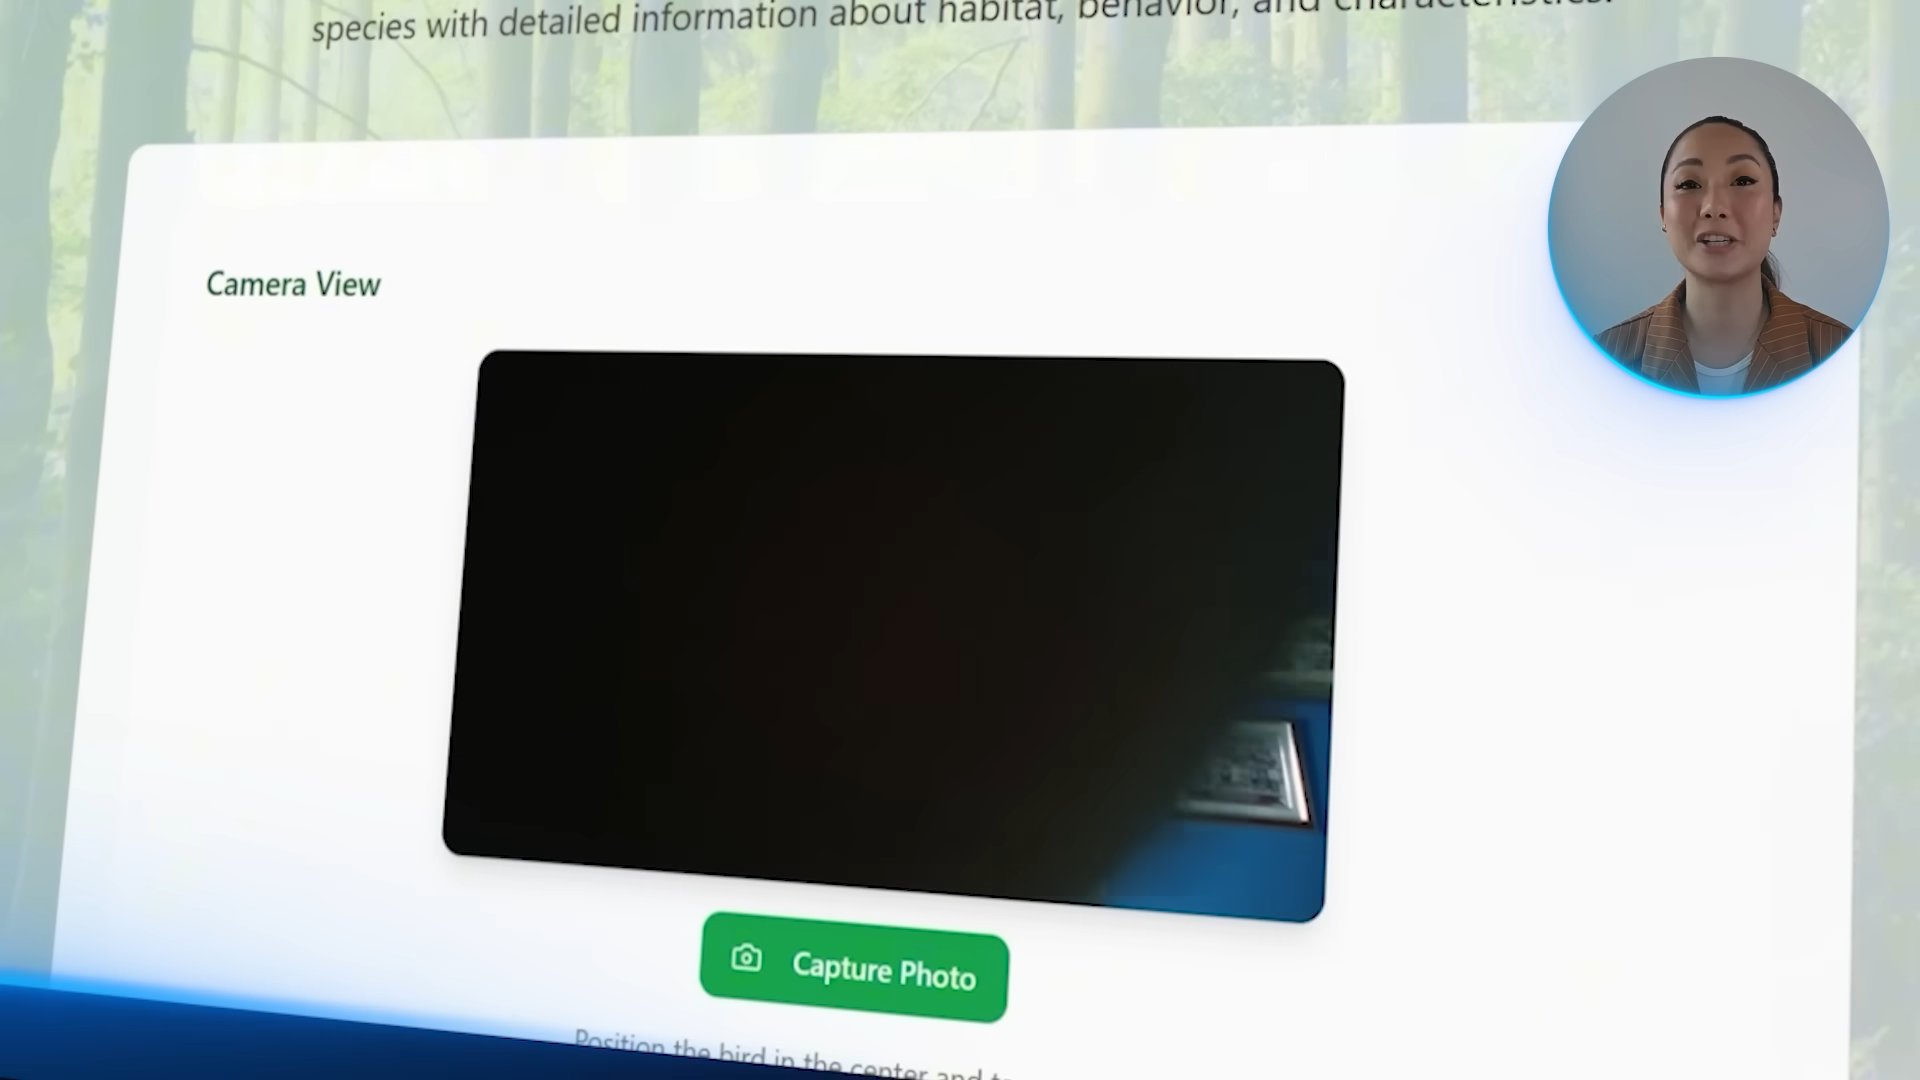 species with detailed information about habitat, behavior, and characteristics.
Camera View
Capture Photo
Position the bird in the center and